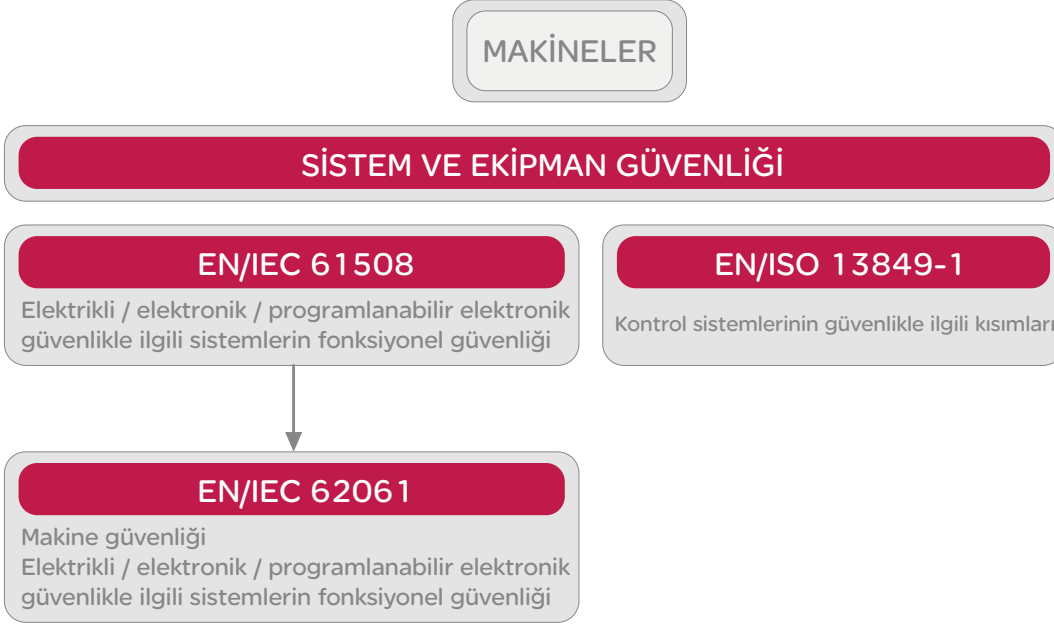 MAKİNELER
SİSTEM VE EKİPMAN GÜVENLİĞİ
EN/IEC 61508
Elektrikli / elektronik / programlanabilir elektronik
güvenlikle ilgili sistemlerin fonksiyonel güvenliği
EN/ISO 13849-1
Kontrol sistemlerinin güvenlikle ilgili kısımları
EN/IEC 62061
Makine güvenliği
Elektrikli / elektronik / programlanabilir elektronik
güvenlikle ilgili sistemlerin fonksiyonel güvenliği